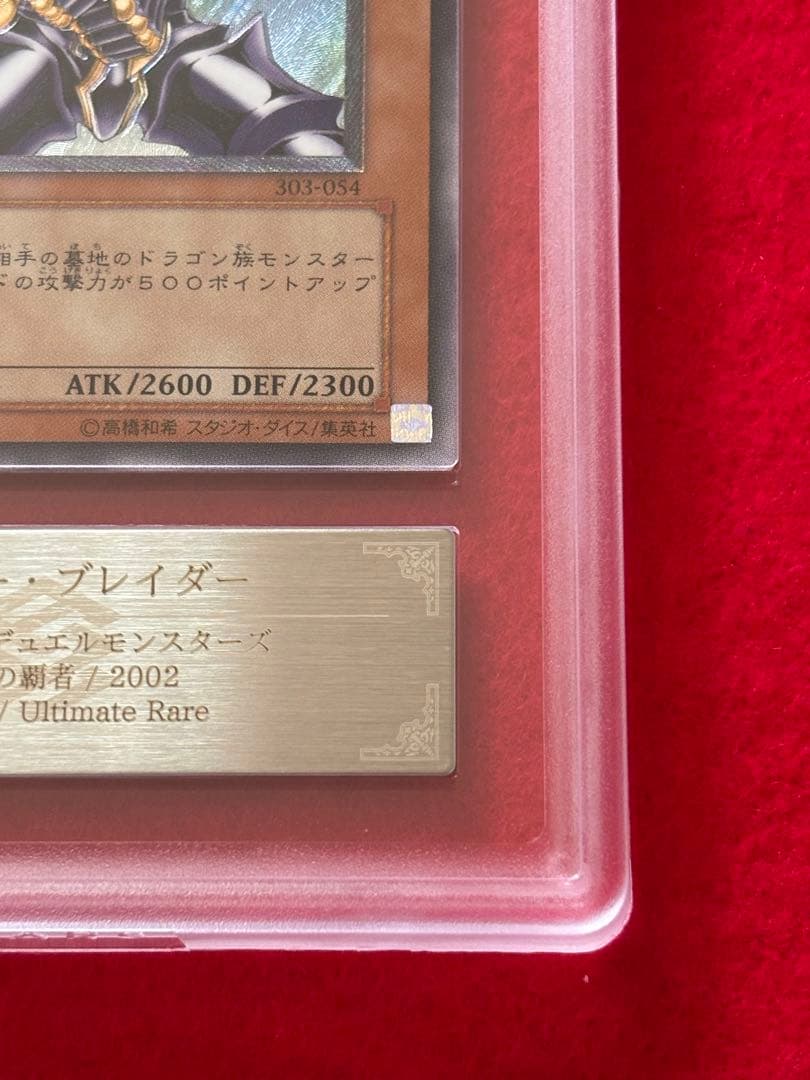 303-054
相手の墓地のドラゴン族モンスター
ドの攻撃力が５００ポイントアップ
ATK/2600 DEF/2300
©高橋和希 スタジオ・ダイス/集英社
ー・ブレイダー
デュエルモンスターズ
の覇者 / 2002
/ Ultimate Rare